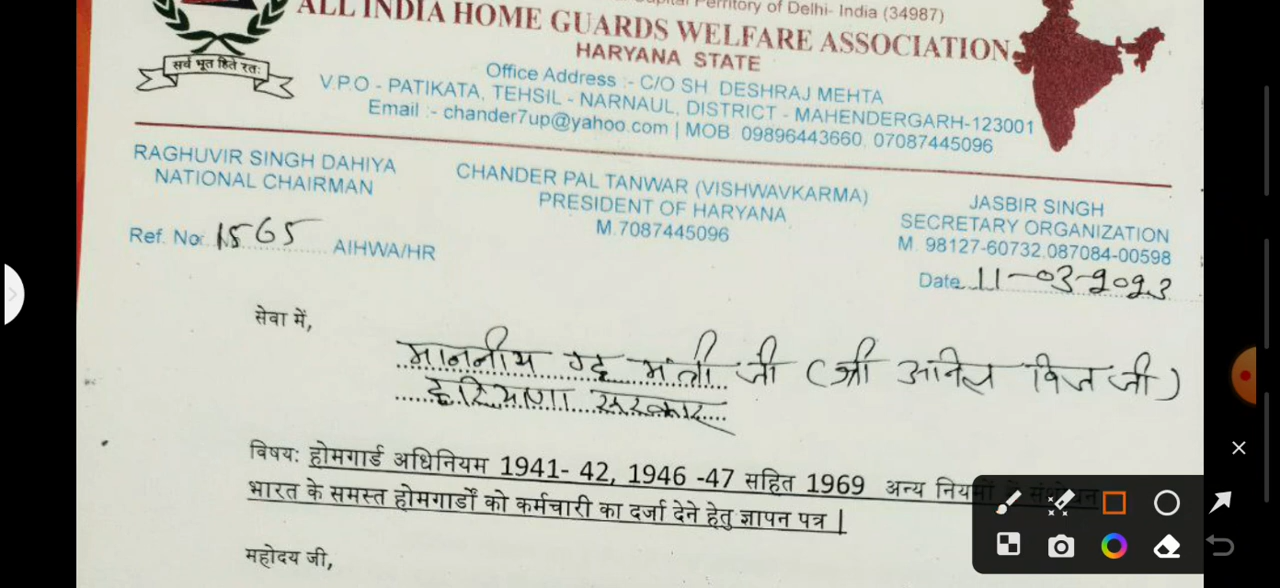 Capital Territory of Delhi- India (34987)
ALL INDIA HOME GUARDS WELFARE ASSOCIATION
HARYANA STATE
सर्व भूत हिते रतः
Office Address :- C/O SH. DESHRAJ MEHTA
V.P.O - PATIKATA, TEHSIL - NARNAUL, DISTRICT - MAHENDERGARH-123001
Email :- chander7up@yahoo.com | MOB. 09896443660, 07087445096
RAGHUVIR SINGH DAHIYA
NATIONAL CHAIRMAN
CHANDER PAL TANWAR (VISHWAVKARMA)
PRESIDENT OF HARYANA
M.7087445096
JASBIR SINGH
SECRETARY ORGANIZATION
M. 98127-60732,087084-00598
Ref. No: 1565 AIHWA/HR
Date 11-03-2023
सेवा में,
माननीय गृह मंत्री जी (श्री अनिल विज जी)
हरियाणा सरकार
विषय: होमगार्ड अधिनियम 1941- 42, 1946 -47 सहित 1969 अन्य नियमों में संशोधन
भारत के समस्त होमगार्डों को कर्मचारी का दर्जा देने हेतु ज्ञापन पत्र |
महोदय जी,